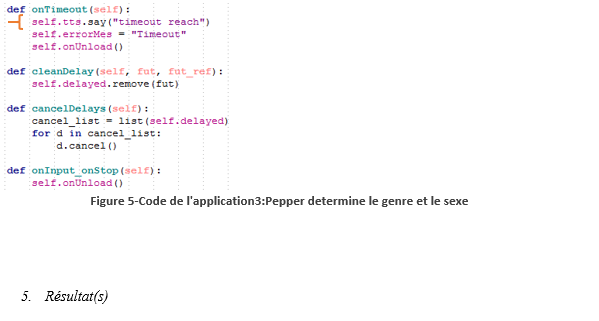 def onTimeout(self):
    self.tts.say("timeout reach")
    self.errorMes = "Timeout"
    self.onUnload()
def cleanDelay(self, fut, fut_ref):
    self.delayed.remove(fut)
def cancelDelays(self):
    cancel_list = list(self.delayed)
    for d in cancel_list:
        d.cancel()
def onInput_onStop(self):
    self.onUnload()
Figure 5-Code de l'application3:Pepper determine le genre et le sexe
5. Résultat(s)